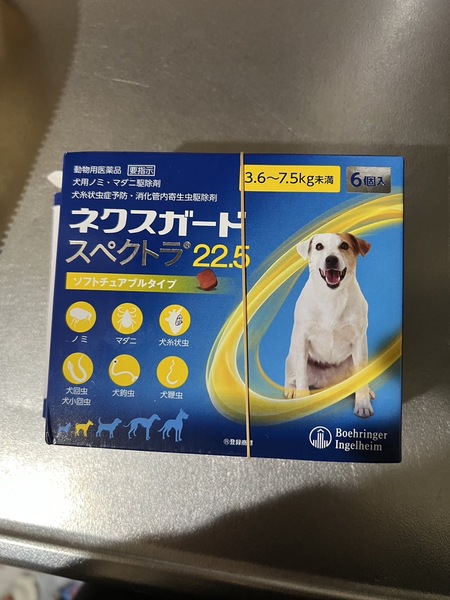 動物用医薬品 要指示
犬用ノミ・マダニ駆除剤
犬糸状虫症予防・消化管内寄生虫駆除剤
3.6～7.5kg未満
6個入
ネクスガード
スペクトラ® 22.5
ソフトチュアブルタイプ
ノミ
マダニ
犬糸状虫
犬回虫
犬小回虫
犬鉤虫
犬鞭虫
Boehringer
Ingelheim